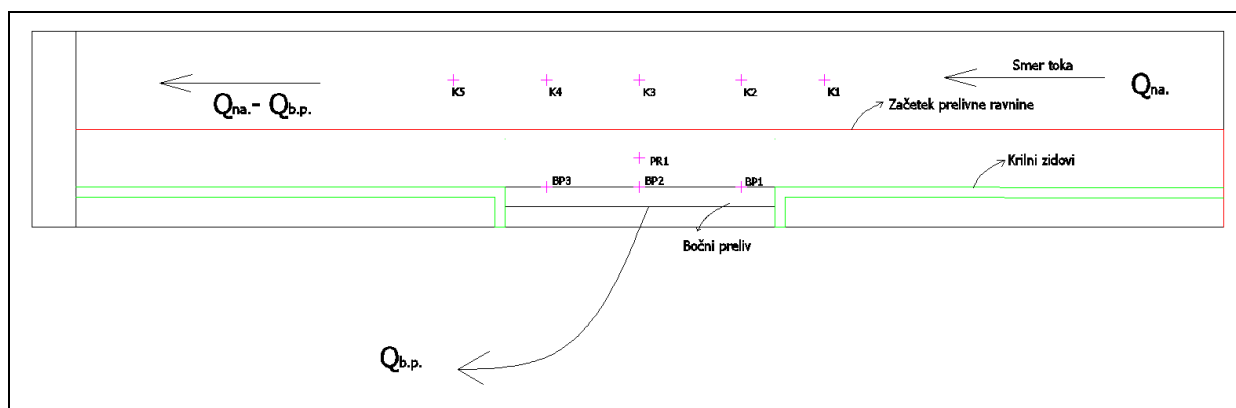 Smer toka
Qna.
Qna.- Qb.p.
K5
K4
K3
K2
K1
Začetek prelivne ravnine
PR1
Krilni zidovi
BP3
BP2
BP1
Bočni preliv
Qb.p.